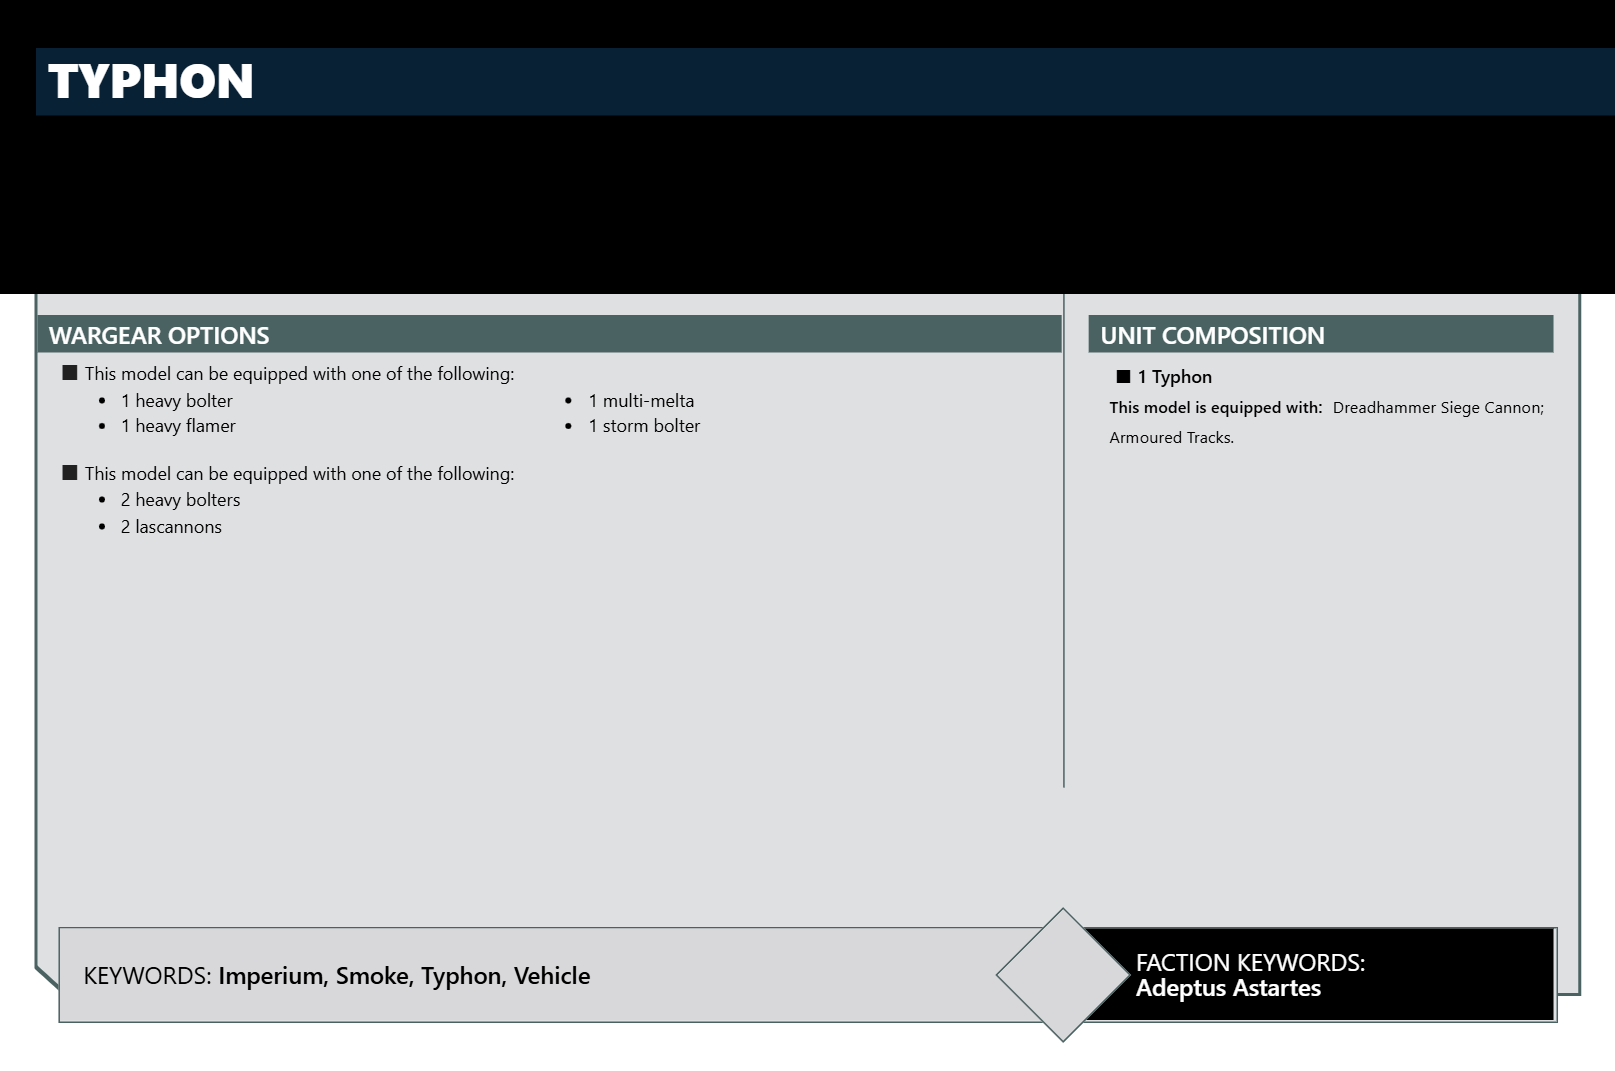 TYPHON
WARGEAR OPTIONS
This model can be equipped with one of the following:
1 heavy bolter
1 heavy flamer
1 multi-melta
1 storm bolter
This model can be equipped with one of the following:
2 heavy bolters
2 lascannons
UNIT COMPOSITION
1 Typhon
This model is equipped with: Dreadhammer Siege Cannon;
Armoured Tracks.
KEYWORDS: Imperium, Smoke, Typhon, Vehicle
FACTION KEYWORDS:
Adeptus Astartes